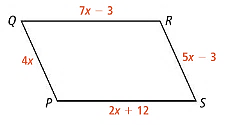 7x − 3
Q R
4x 5x − 3
P S
2x + 12